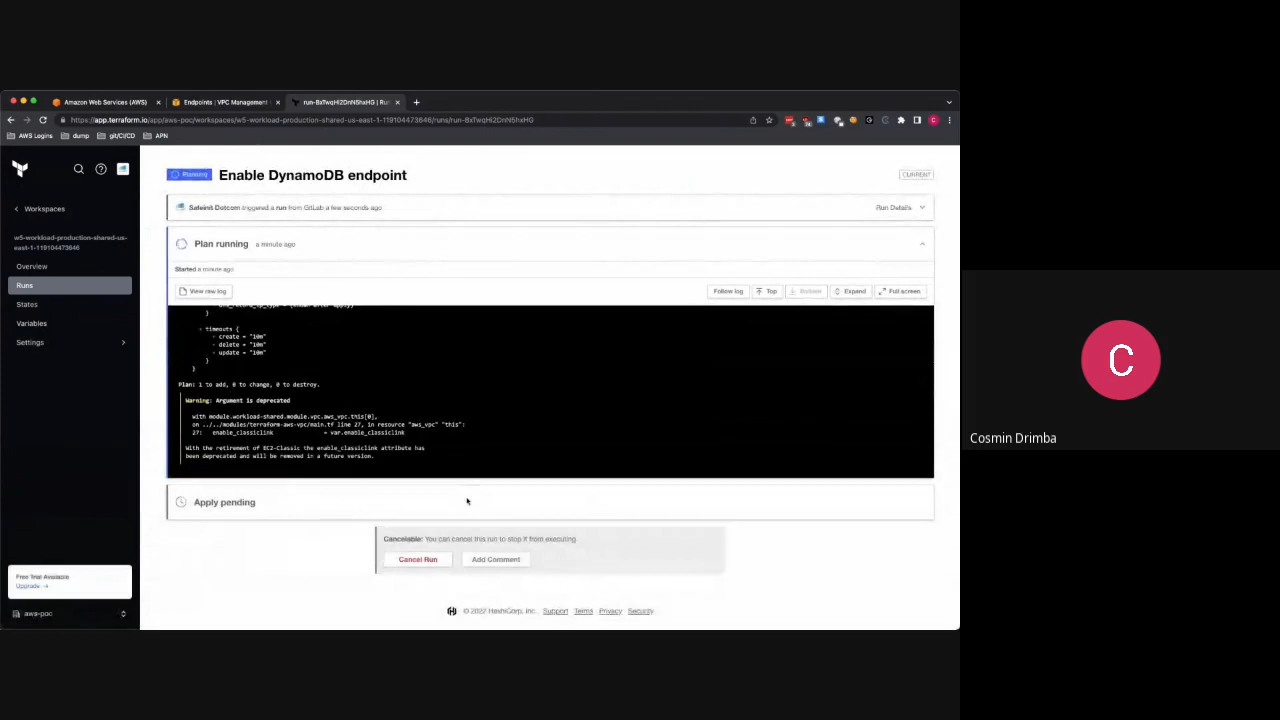 Amazon Web Services (AWS)
Endpoints | VPC Management
run-BxTwqHi2DnN5hxHG | Run
https://app.terraform.io/app/aws-poc/workspaces/w5-workload-production-shared-us-east-1-119104473646/runs/run-BxTwqHi2DnN5hxHG
AWS Logins
dump
git/CI/CD
APN
Workspaces
w5-workload-production-shared-us-
east-1-119104473646
Overview
Runs
States
Variables
Settings
Free Trial Available
Upgrade →
aws-poc
Planning
Enable DynamoDB endpoint
CURRENT
triggered a run from GitLab a few seconds ago
Run Details
Plan running
a minute ago
Started a minute ago
View raw log
Follow log
Top
Bottom
Expand
Full screen
}
- timeouts {
- create = "10m"
- delete = "10m"
- update = "10m"
}
}
Plan: 1 to add, 0 to change, 0 to destroy.
Warning: Argument is deprecated
with module.workload-shared.module.vpc.aws_vpc.this[0],
on ../../modules/terraform-aws-vpc/main.tf line 27, in resource "aws_vpc" "this":
27: enable_classiclink = var.enable_classiclink
With the retirement of EC2-Classic the enable_classiclink attribute has
been deprecated and will be removed in a future version.
Apply pending
Cancelable: You can cancel this run to stop it from executing.
Cancel Run
Add Comment
© 2022 HashiCorp, Inc.
Support
Terms
Privacy
Security
C
Cosmin Drimba